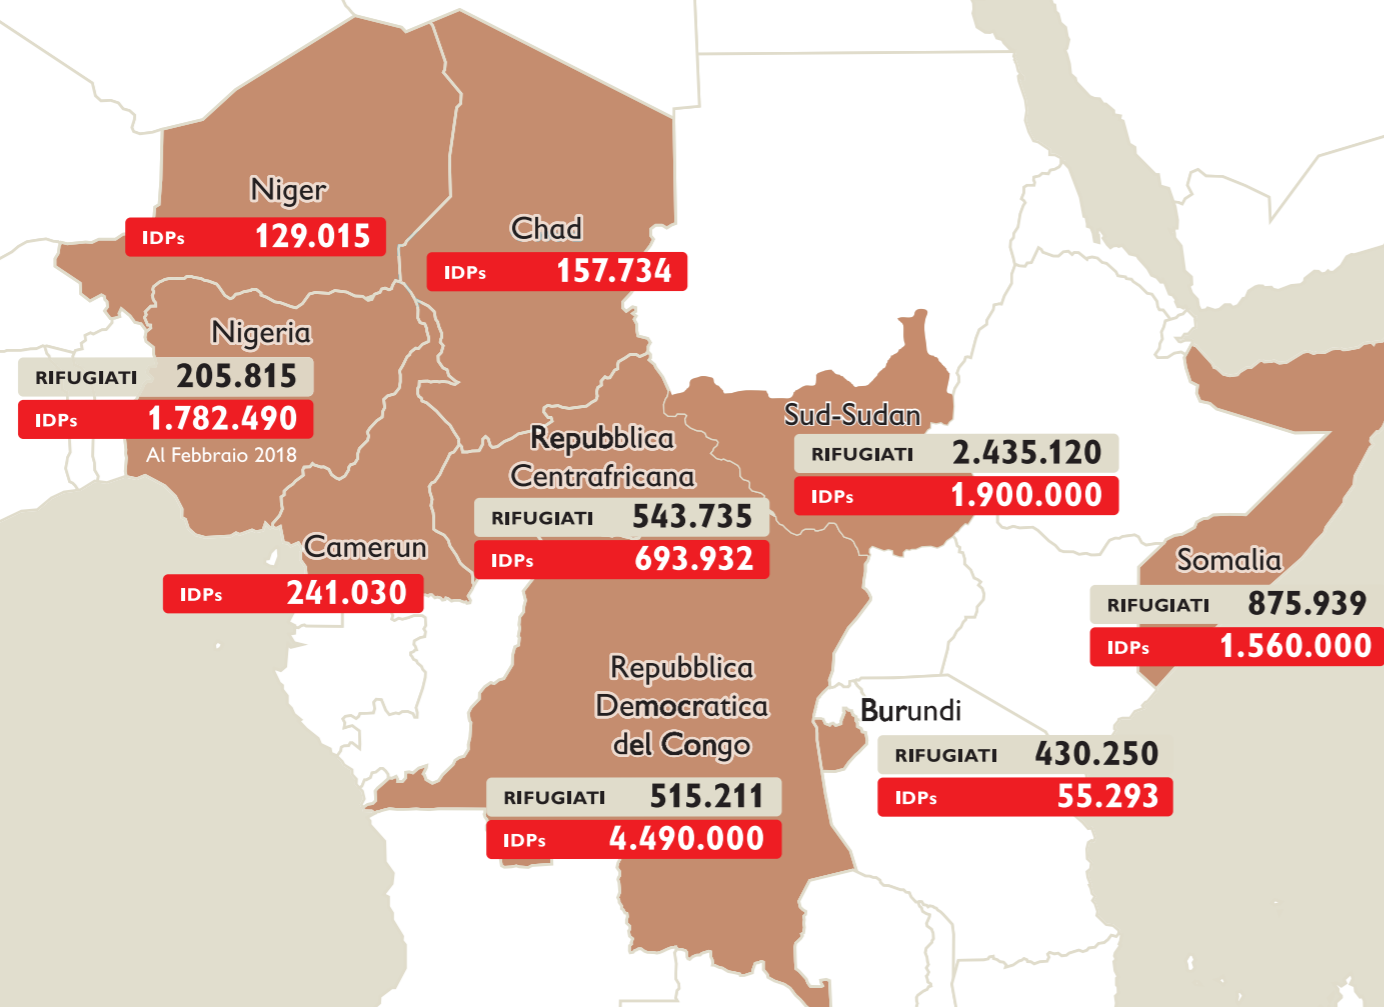 Niger
IDPs 129.015
Chad
IDPs 157.734
Nigeria
RIFUGIATI 205.815
IDPs 1.782.490
Al Febbraio 2018
Sud-Sudan
RIFUGIATI 2.435.120
IDPs 1.900.000
Repubblica
Centrafricana
RIFUGIATI 543.735
IDPs 693.932
Camerun
IDPs 241.030
Somalia
RIFUGIATI 875.939
IDPs 1.560.000
Repubblica
Democratica
del Congo
RIFUGIATI 515.211
IDPs 4.490.000
Burundi
RIFUGIATI 430.250
IDPs 55.293